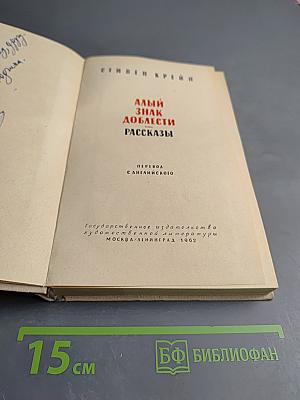 СТИВЕН КРЕЙН
АЛЫЙ
ЗНАК
ДОБЛЕСТИ
РАССКАЗЫ
ПЕРЕВОД
С АНГЛИЙСКОГО
Государственное издательство
художественной литературы
МОСКВА-ЛЕНИНГРАД 1962
15 см
БФ БИБЛИОФАН